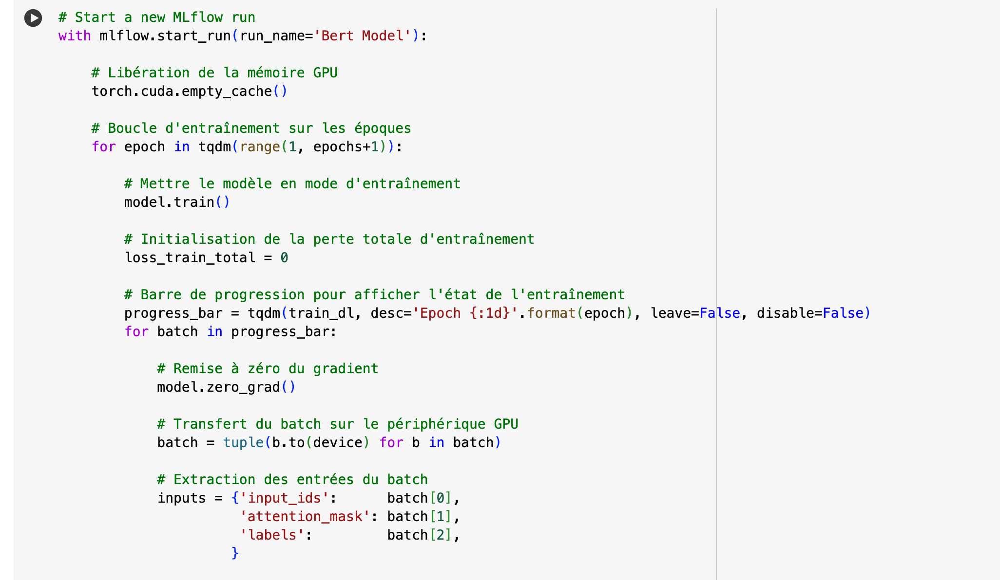 # Start a new MLflow run
with mlflow.start_run(run_name='Bert Model'):
# Libération de la mémoire GPU
torch.cuda.empty_cache()
# Boucle d'entraînement sur les époques
for epoch in tqdm(range(1, epochs+1)):
# Mettre le modèle en mode d'entraînement
model.train()
# Initialisation de la perte totale d'entraînement
loss_train_total = 0
# Barre de progression pour afficher l'état de l'entraînement
progress_bar = tqdm(train_dl, desc='Epoch {:1d}'.format(epoch), leave=False, disable=False)
for batch in progress_bar:
# Remise à zéro du gradient
model.zero_grad()
# Transfert du batch sur le périphérique GPU
batch = tuple(b.to(device) for b in batch)
# Extraction des entrées du batch
inputs = {'input_ids':      batch[0],
'attention_mask': batch[1],
'labels':         batch[2],
}